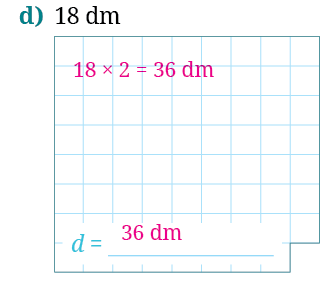 d) 18 dm
18 × 2 = 36 dm
d = 36 dm